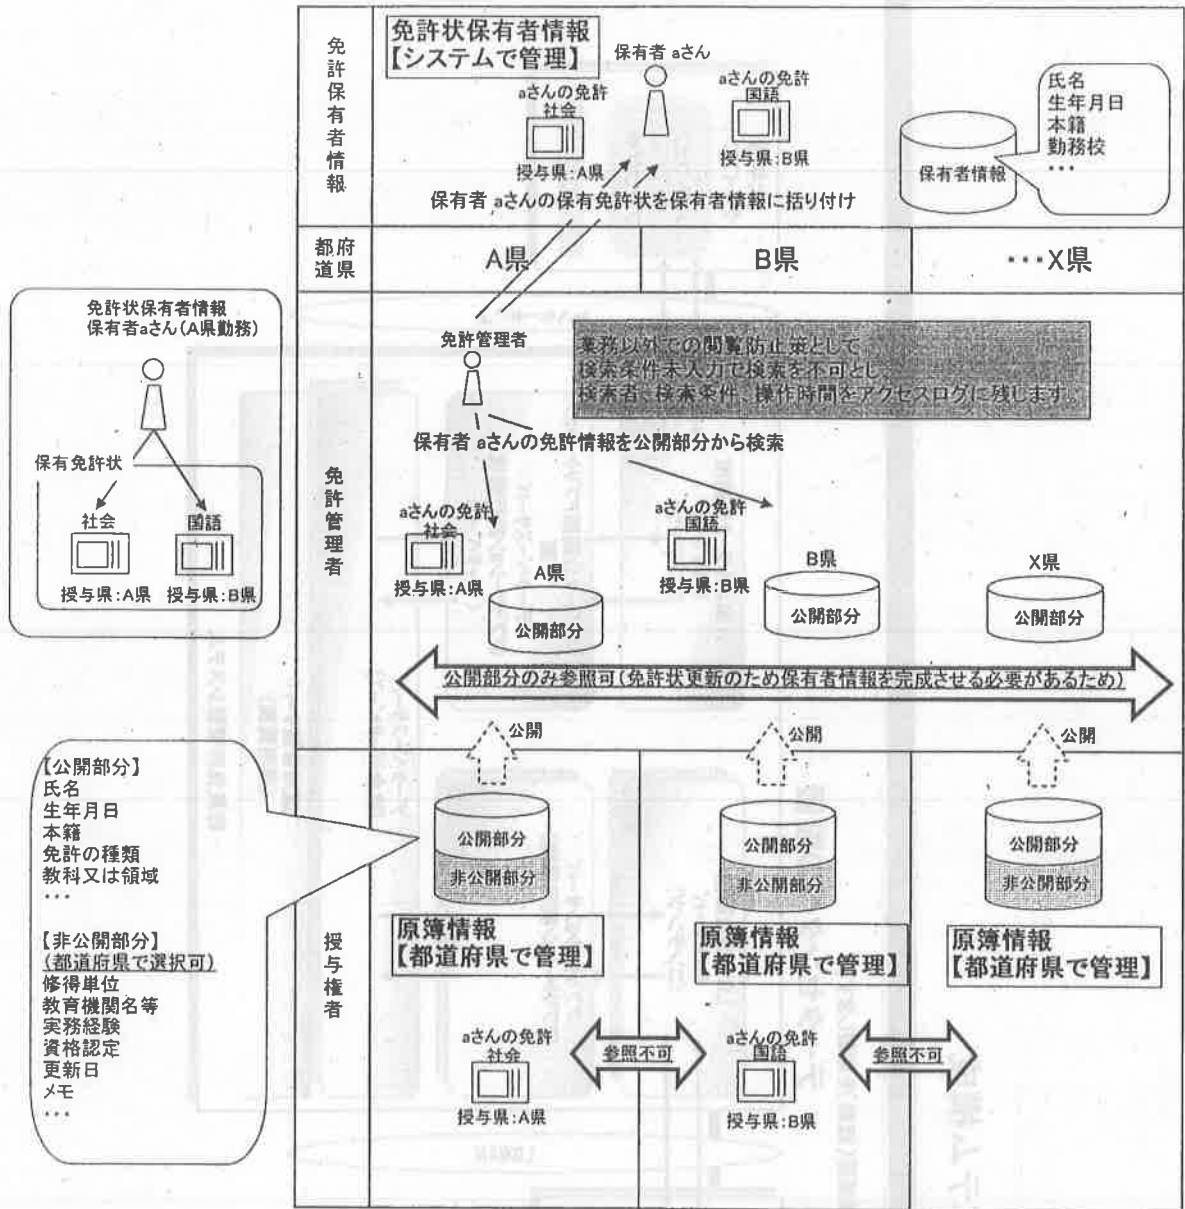 免許保有者情報
免許状保有者情報
【システムで管理】
保有者 aさん
aさんの免許
社会
授与県:A県
aさんの免許
国語
授与県:B県
保有者情報
氏名
生年月日
本籍
勤務校
・・・
保有者 aさんの保有免許状を保有者情報に括り付け
都府
道県
A県
B県
・・・X県
免許状保有者情報
保有者aさん(A県勤務)
保有免許状
社会
授与県:A県
国語
授与県:B県
免許管理者
免許管理者
業務以外での閲覧防止策として
検索条件未入力で検索を不可とし、
検索者、検索条件、操作時間をアクセスログに残します。
保有者 aさんの免許情報を公開部分から検索
aさんの免許
社会
授与県:A県
A県
公開部分
aさんの免許
国語
授与県:B県
B県
公開部分
X県
公開部分
公開部分のみ参照可(免許状更新のため保有者情報を完成させる必要があるため)
公開
公開
公開
【公開部分】
氏名
生年月日
本籍
免許の種類
教科又は領域
・・・
【非公開部分】
(都道府県で選択可)
修得単位
教育機関名等
実務経験
資格認定
更新日
メモ
・・・
授与権者
公開部分
非公開部分
原簿情報
【都道府県で管理】
公開部分
非公開部分
原簿情報
【都道府県で管理】
公開部分
非公開部分
原簿情報
【都道府県で管理】
aさんの免許
社会
授与県:A県
参照不可
aさんの免許
国語
授与県:B県
参照不可